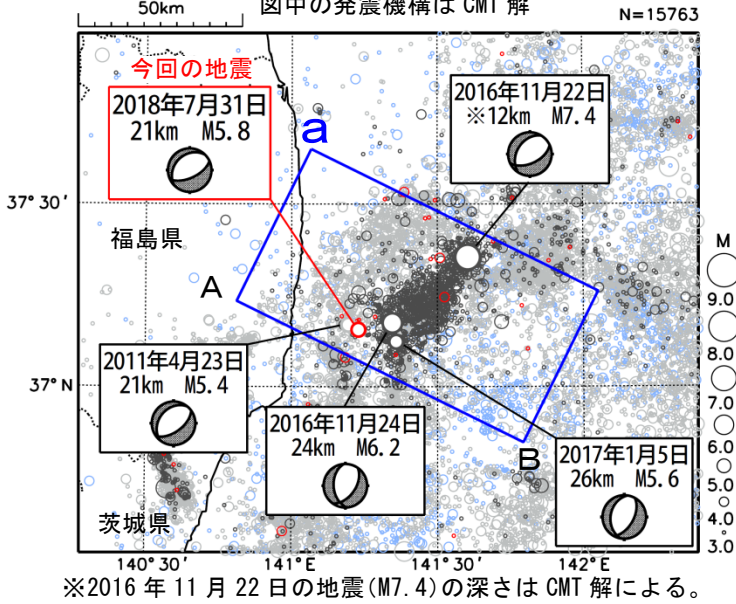 50km
図中の発震機構は CMT 解
N=15763
今回の地震
2018年7月31日
21km M5.8
2016年11月22日
※12km M7.4
a
37°30'
福島県
A
M
9.0
8.0
7.0
6.0
5.0
4.0
3.0
2011年4月23日
21km M5.4
37°N
2016年11月24日
24km M6.2
B
2017年1月5日
26km M5.6
茨城県
140°30'
141°E
141°30'
142°E
※2016 年 11 月 22 日の地震(M7.4)の深さは CMT 解による。